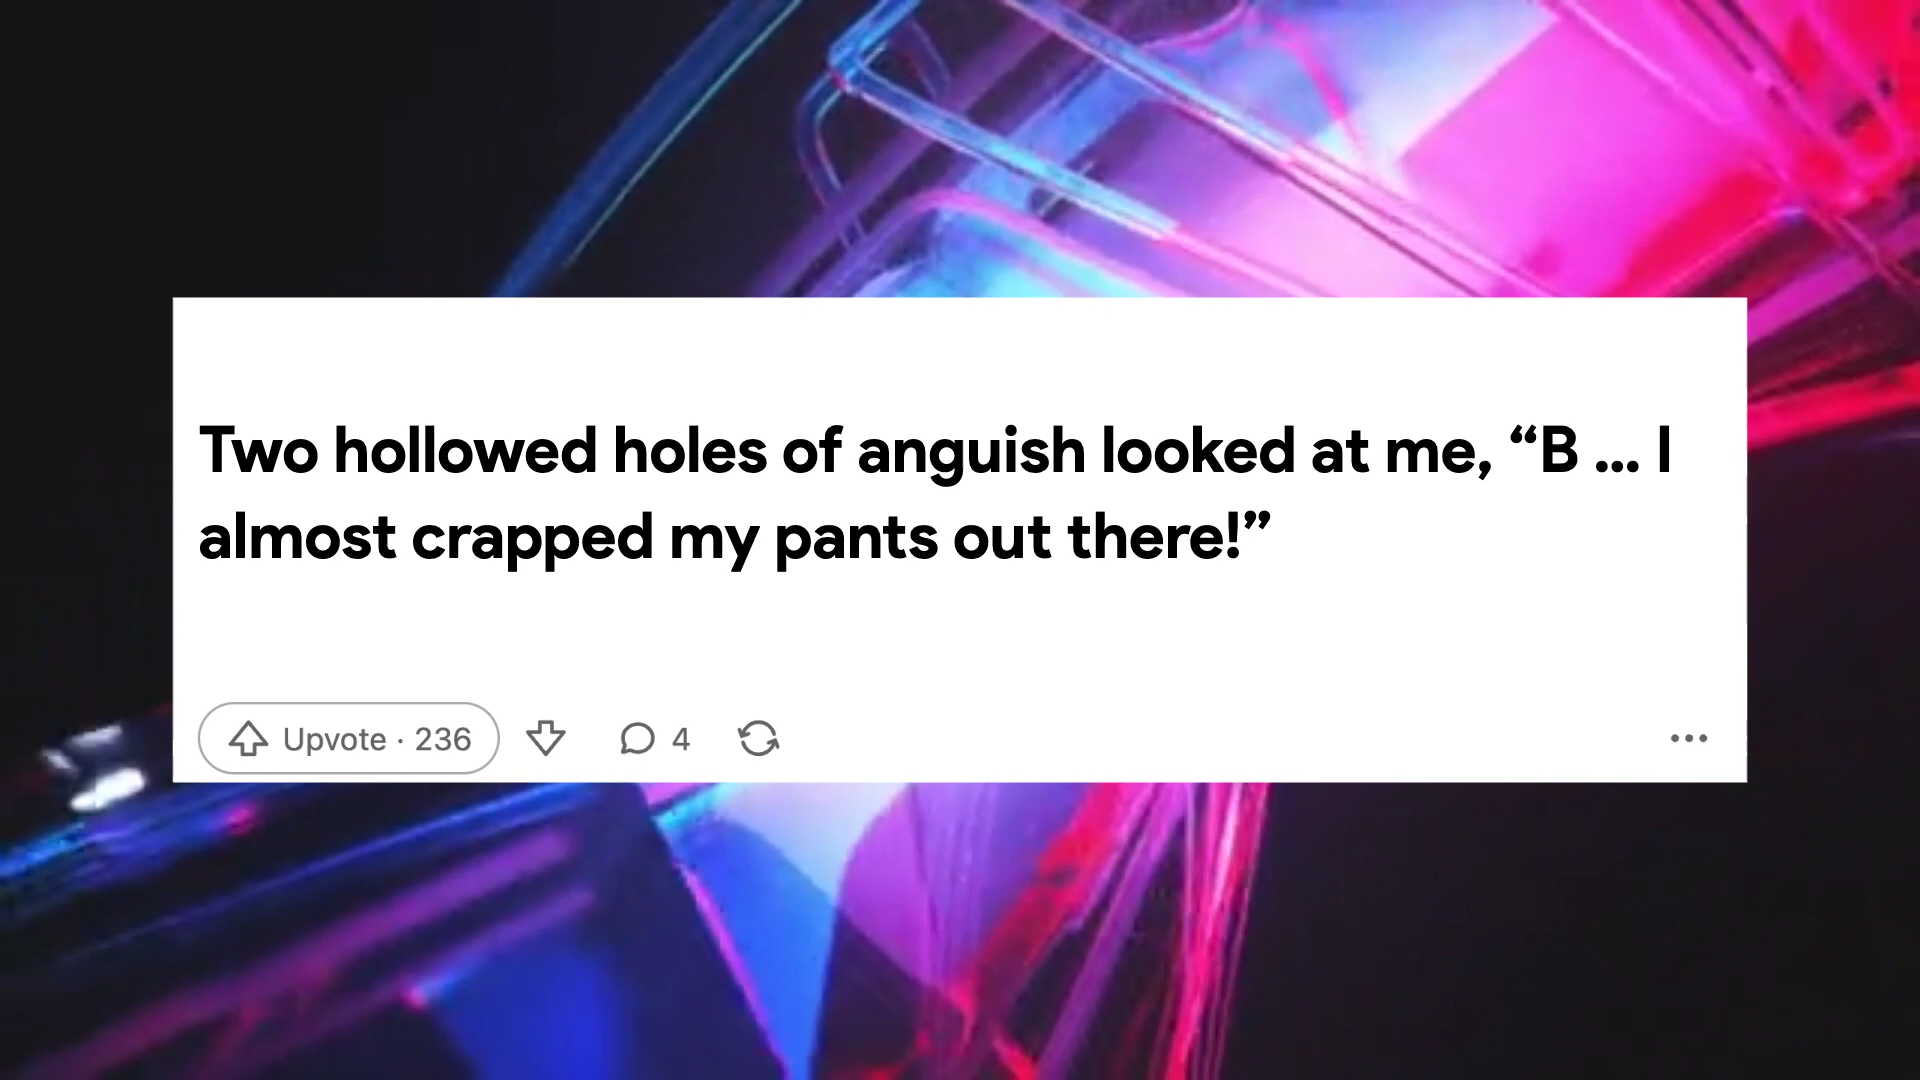 Two hollowed holes of anguish looked at me, “B ... I
almost crapped my pants out there!”
Upvote · 236
4